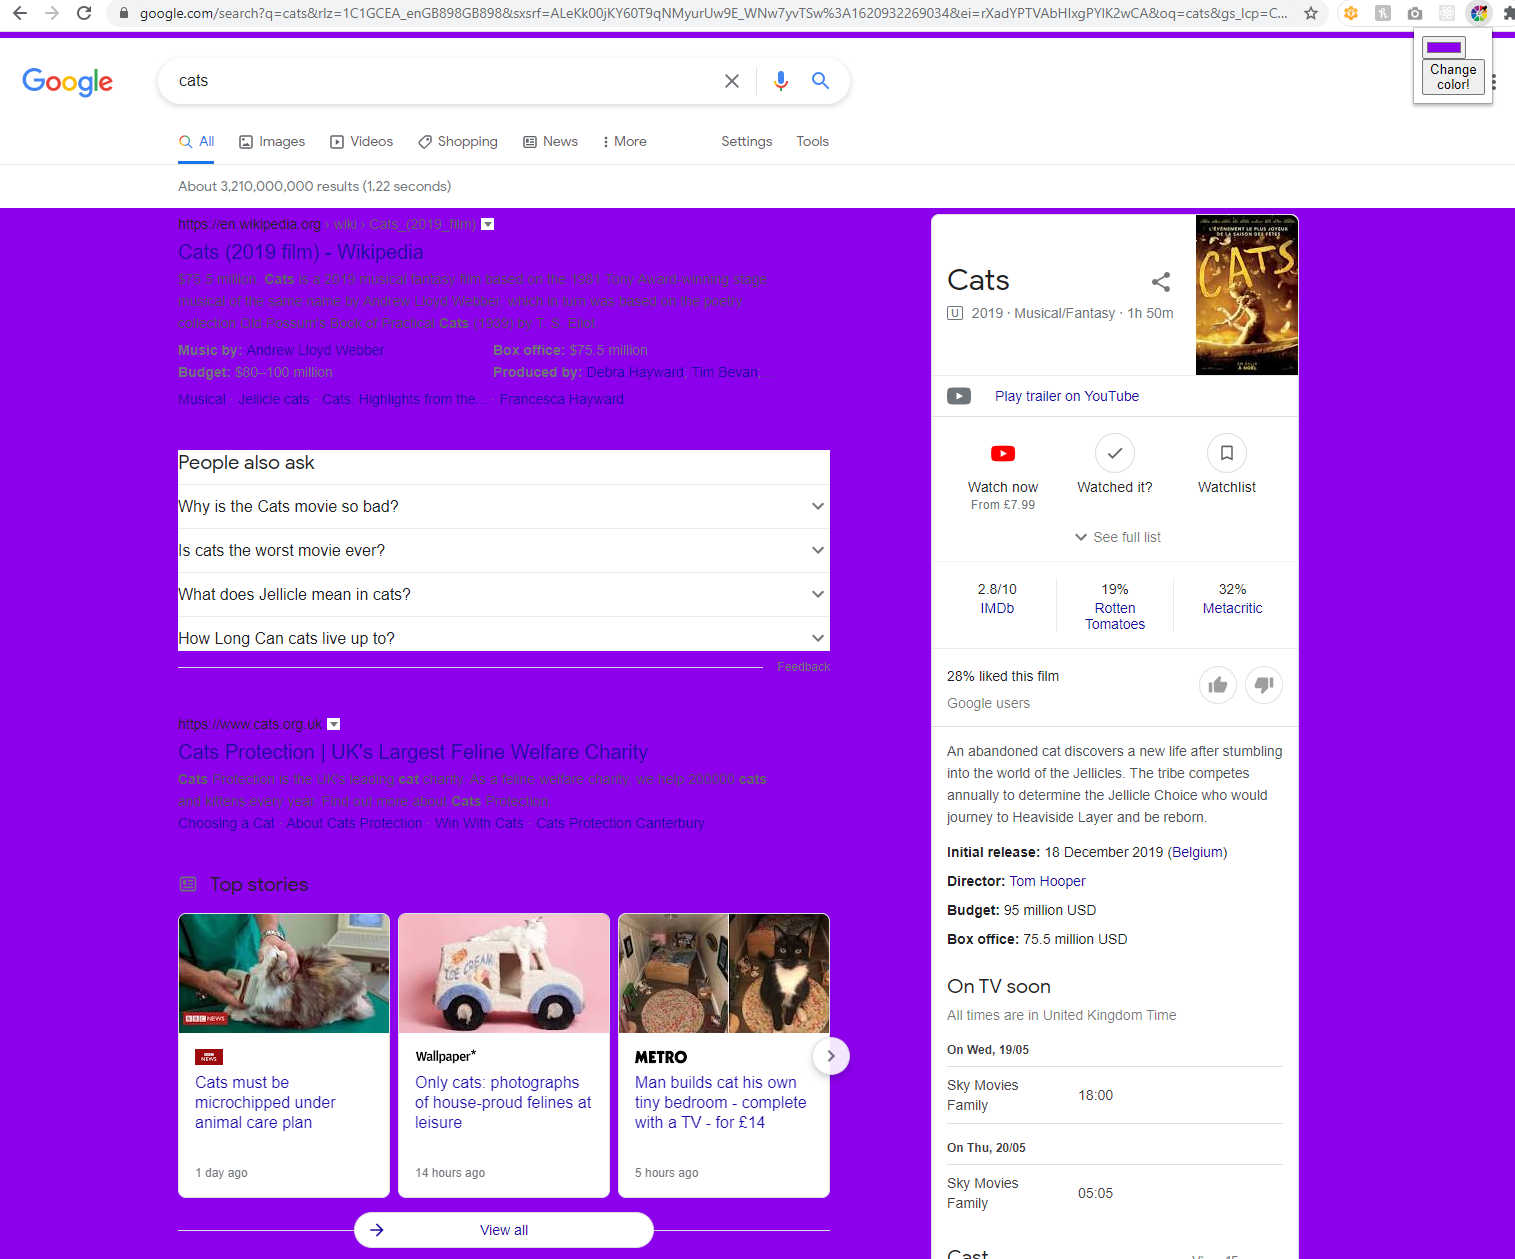 google.com/search?q=cats&rlz=1C1GCEA_enGB898GB898&sxsrf=ALeKk00jKY60T9qNMyurUw9E_WNw7yvTSw%3A1620932269034&ei=rXadYPTVAbHIxgPYIK2wCA&oq=cats&gs_lcp=C...
Change
color!
Google
cats
All
Images
Videos
Shopping
News
More
Settings
Tools
About 3,210,000,000 results (1.22 seconds)
https://en.wikipedia.org › wiki › Cats_(2019_film)
Cats (2019 film) - Wikipedia
$75.5 million. Cats is a 2019 musical fantasy film based on the 1981 Tony Award-winning stage
musical of the same name by Andrew Lloyd Webber, which in turn was based on the poetry
collection Old Possum's Book of Practical Cats (1939) by T. S. Eliot.
Music by: Andrew Lloyd Webber
Box office: $75.5 million
Budget: $80–100 million
Produced by: Debra Hayward; Tim Bevan; ...
Musical · Jellicle cats · Cats: Highlights from the... · Francesca Hayward
People also ask
Why is the Cats movie so bad?
Is cats the worst movie ever?
What does Jellicle mean in cats?
How Long Can cats live up to?
Feedback
https://www.cats.org.uk
Cats Protection | UK's Largest Feline Welfare Charity
Cats Protection is the UK's leading cat charity. As a feline welfare charity, we help 200000 cats
and kittens every year. Find out more about Cats Protection.
Choosing a Cat · About Cats Protection · Win With Cats · Cats Protection Canterbury
Top stories
BBC NEWS
ICE CREAM
BBC NEWS
Cats must be
microchipped under
animal care plan
1 day ago
Wallpaper*
Only cats: photographs
of house-proud felines at
leisure
14 hours ago
METRO
Man builds cat his own
tiny bedroom - complete
with a TV - for £14
5 hours ago
View all
Cats
U 2019 · Musical/Fantasy · 1h 50m
L'ÉVÉNEMENT LE PLUS JOYEUX
DE LA SAISON DES FÊTES
CATS
EN SALLE
À NOËL
Play trailer on YouTube
Watch now
From £7.99
Watched it?
Watchlist
See full list
2.8/10
IMDb
19%
Rotten
Tomatoes
32%
Metacritic
28% liked this film
Google users
An abandoned cat discovers a new life after stumbling
into the world of the Jellicles. The tribe competes
annually to determine the Jellicle Choice who would
journey to Heaviside Layer and be reborn.
Initial release: 18 December 2019 (Belgium)
Director: Tom Hooper
Budget: 95 million USD
Box office: 75.5 million USD
On TV soon
All times are in United Kingdom Time
On Wed, 19/05
Sky Movies
Family
18:00
On Thu, 20/05
Sky Movies
Family
05:05
Cast